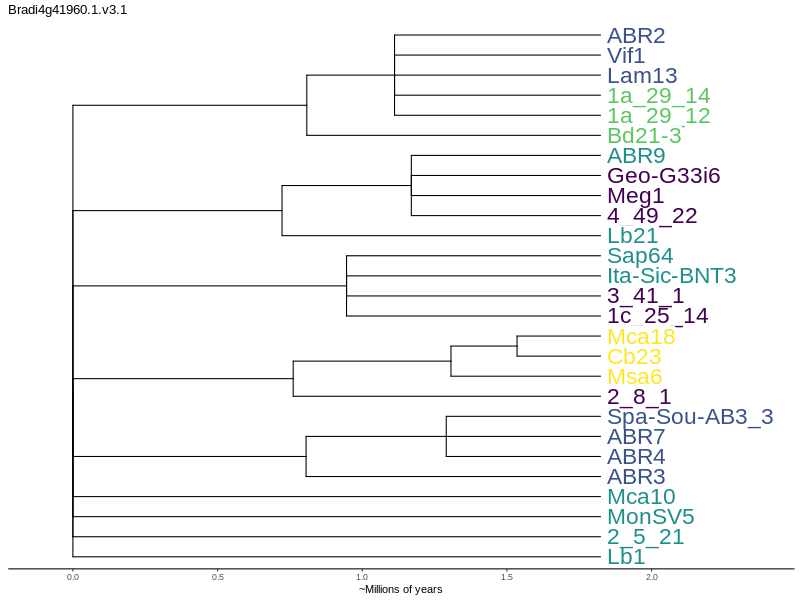 Bradi4g41960.1.v3.1
ABR2
Vif1
Lam13
1a_29_14
1a_29_12
Bd21-3
ABR9
Geo-G33i6
Meg1
4_49_22
Lb21
Sap64
Ita-Sic-BNT3
3_41_1
1c_25_14
Mca18
Cb23
Msa6
2_8_1
Spa-Sou-AB3_3
ABR7
ABR4
ABR3
Mca10
MonSV5
2_5_21
Lb1
0.0 0.5 1.0 1.5 2.0
~Millions of years